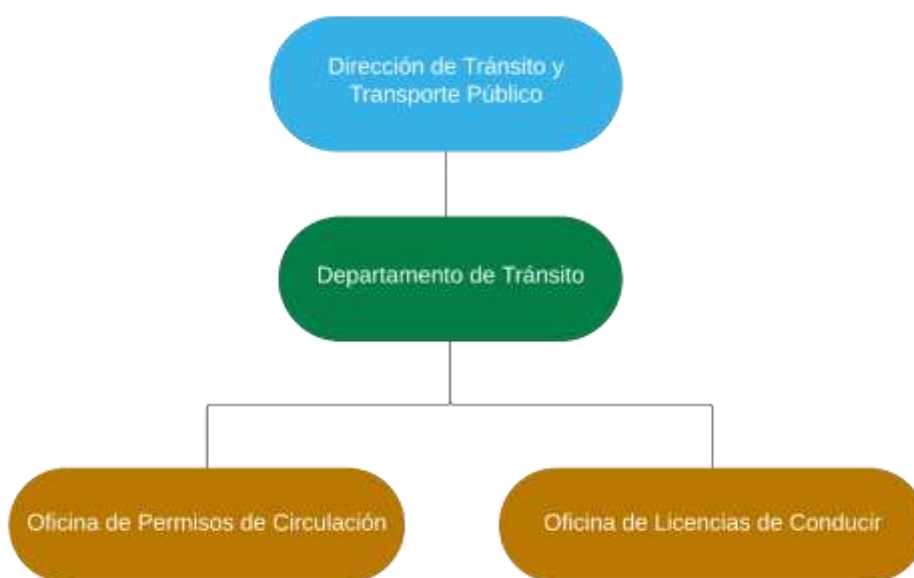 Dirección de Tránsito y
Transporte Público
Departamento de Tránsito
Oficina de Permisos de Circulación
Oficina de Licencias de Conducir